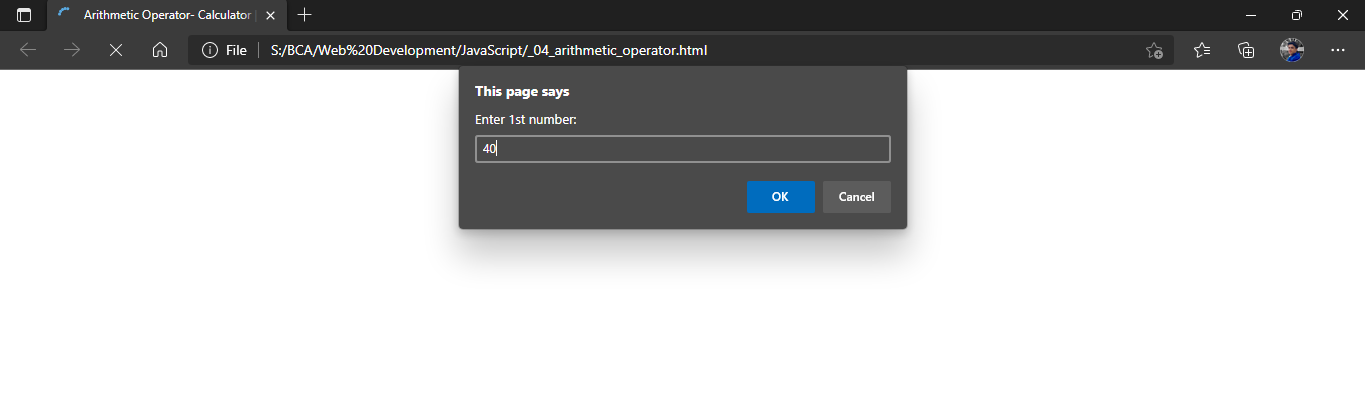 Arithmetic Operator- Calculator |
File | S:/BCA/Web%20Development/JavaScript/_04_arithmetic_operator.html
This page says
Enter 1st number:
40
OK Cancel